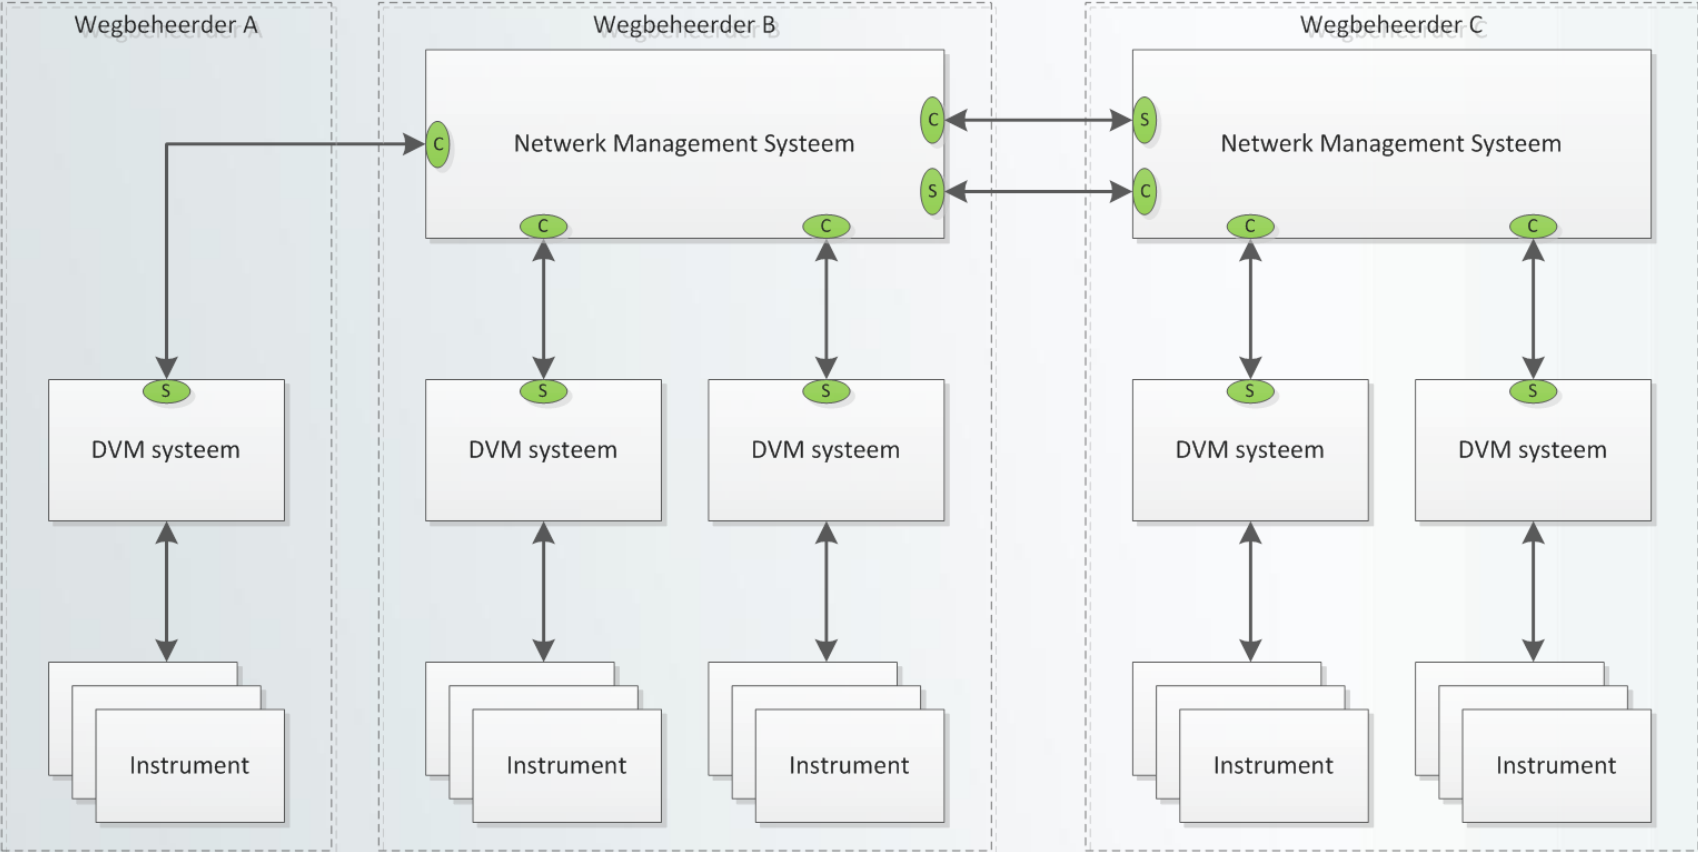 Wegbeheerder A
Wegbeheerder B
Wegbeheerder C
C
Netwerk Management Systeem
C
S
C
C
S
C
Netwerk Management Systeem
C
C
S
DVM systeem
S
DVM systeem
S
DVM systeem
S
DVM systeem
S
DVM systeem
Instrument
Instrument
Instrument
Instrument
Instrument